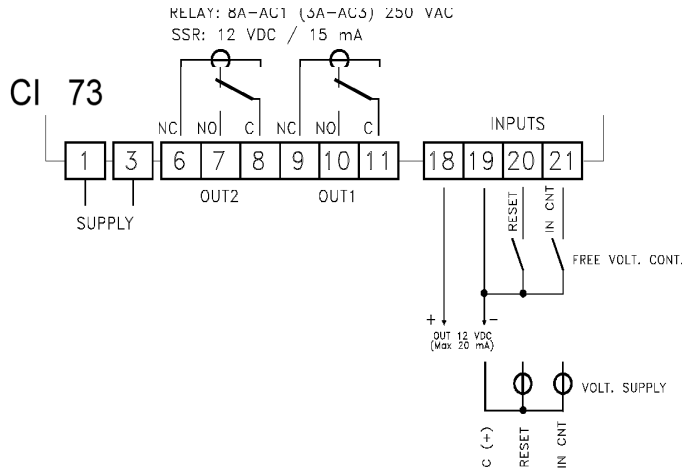 RELAY: 8A-AC1 (3A-AC3) 250 VAC
SSR: 12 VDC / 15 mA
CI 73
NC NO C NC NO C
INPUTS
1 3 6 7 8 9 10 11 18 19 20 21
OUT2 OUT1
SUPPLY
RESET
IN CNT
FREE VOLT. CONT.
+ -
OUT 12 VDC
(Max 20 mA)
VOLT. SUPPLY
C (+)
RESET
IN CNT